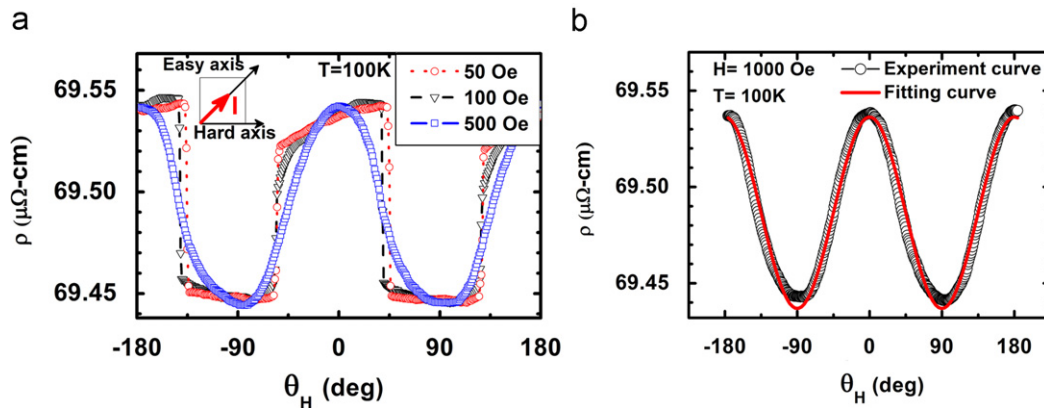 a
Easy axis
I
Hard axis
T=100K
50 Oe
100 Oe
500 Oe
69.55
69.50
69.45
ρ (μΩ-cm)
-180 -90 0 90 180
θH (deg)
b
H= 1000 Oe
T= 100K
Experiment curve
Fitting curve
69.55
69.50
69.45
ρ (μΩ-cm)
-180 -90 0 90 180
θH (deg)